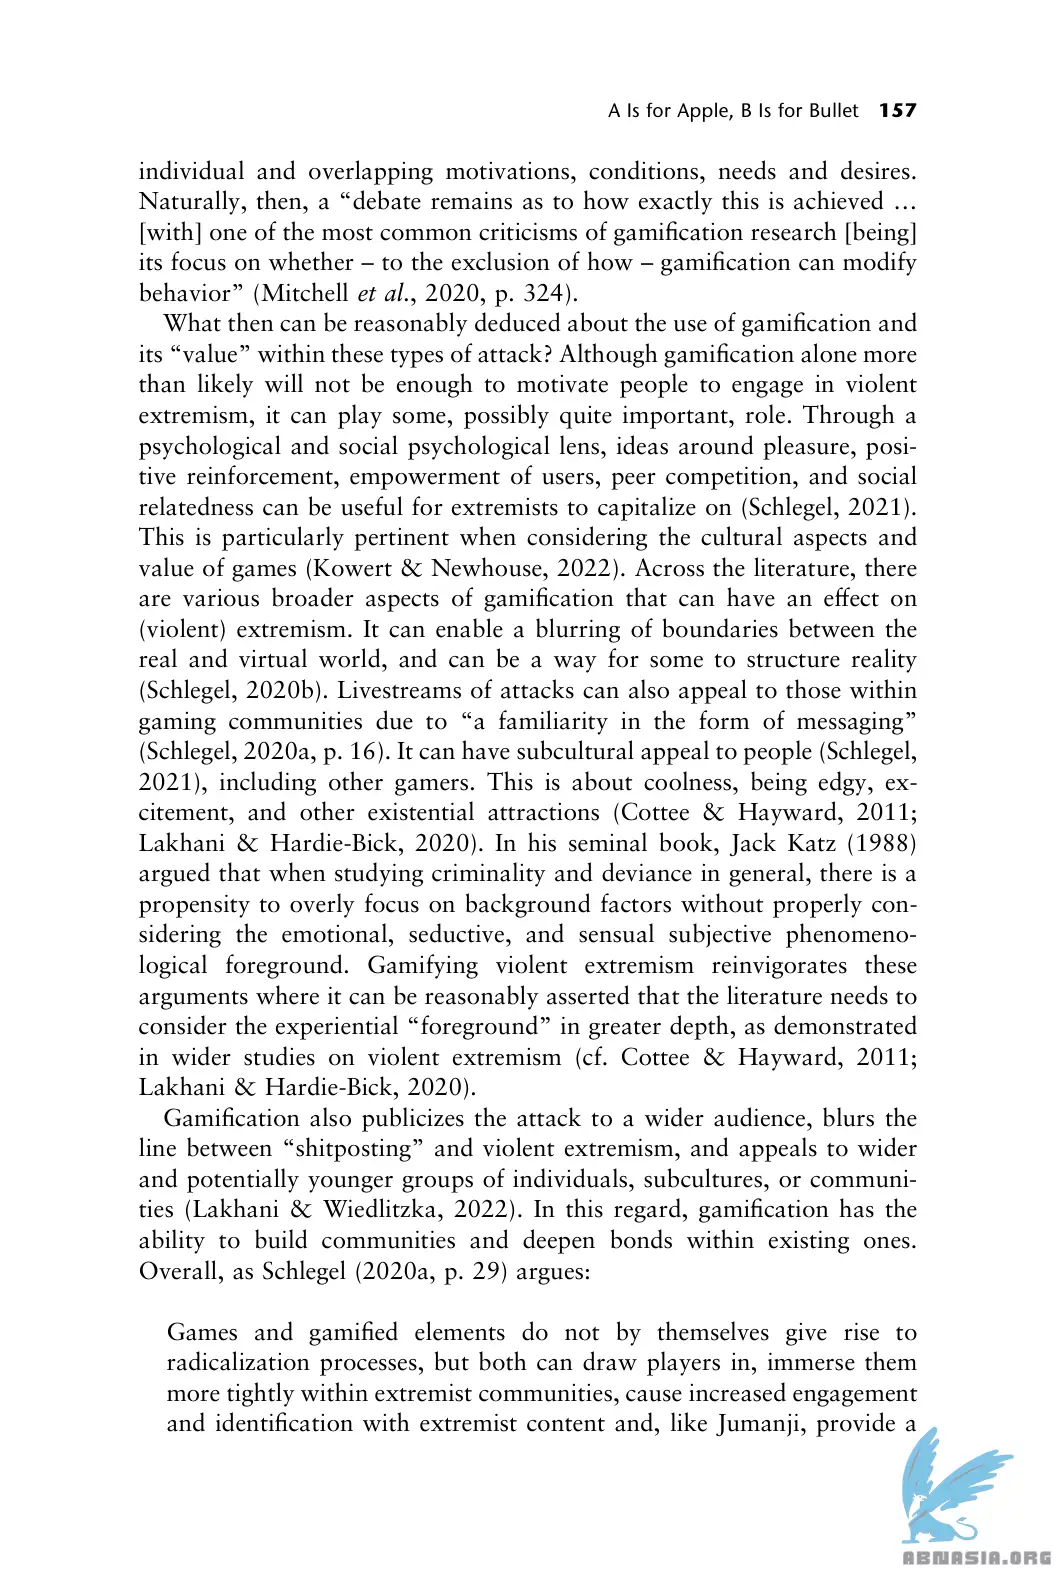 A Is for Apple, B Is for Bullet 157
individual and overlapping motivations, conditions, needs and desires.
Naturally, then, a “debate remains as to how exactly this is achieved …
[with] one of the most common criticisms of gamification research [being]
its focus on whether – to the exclusion of how – gamification can modify
behavior” (Mitchell et al., 2020, p. 324).
What then can be reasonably deduced about the use of gamification and
its “value” within these types of attack? Although gamification alone more
than likely will not be enough to motivate people to engage in violent
extremism, it can play some, possibly quite important, role. Through a
psychological and social psychological lens, ideas around pleasure, posi-
tive reinforcement, empowerment of users, peer competition, and social
relatedness can be useful for extremists to capitalize on (Schlegel, 2021).
This is particularly pertinent when considering the cultural aspects and
value of games (Kowert & Newhouse, 2022). Across the literature, there
are various broader aspects of gamification that can have an effect on
(violent) extremism. It can enable a blurring of boundaries between the
real and virtual world, and can be a way for some to structure reality
(Schlegel, 2020b). Livestreams of attacks can also appeal to those within
gaming communities due to “a familiarity in the form of messaging”
(Schlegel, 2020a, p. 16). It can have subcultural appeal to people (Schlegel,
2021), including other gamers. This is about coolness, being edgy, ex-
citement, and other existential attractions (Cottee & Hayward, 2011;
Lakhani & Hardie-Bick, 2020). In his seminal book, Jack Katz (1988)
argued that when studying criminality and deviance in general, there is a
propensity to overly focus on background factors without properly con-
sidering the emotional, seductive, and sensual subjective phenomeno-
logical foreground. Gamifying violent extremism reinvigorates these
arguments where it can be reasonably asserted that the literature needs to
consider the experiential “foreground” in greater depth, as demonstrated
in wider studies on violent extremism (cf. Cottee & Hayward, 2011;
Lakhani & Hardie-Bick, 2020).
Gamification also publicizes the attack to a wider audience, blurs the
line between “shitposting” and violent extremism, and appeals to wider
and potentially younger groups of individuals, subcultures, or communi-
ties (Lakhani & Wiedlitzka, 2022). In this regard, gamification has the
ability to build communities and deepen bonds within existing ones.
Overall, as Schlegel (2020a, p. 29) argues:
Games and gamified elements do not by themselves give rise to
radicalization processes, but both can draw players in, immerse them
more tightly within extremist communities, cause increased engagement
and identification with extremist content and, like Jumanji, provide a
ABNASIA.ORG